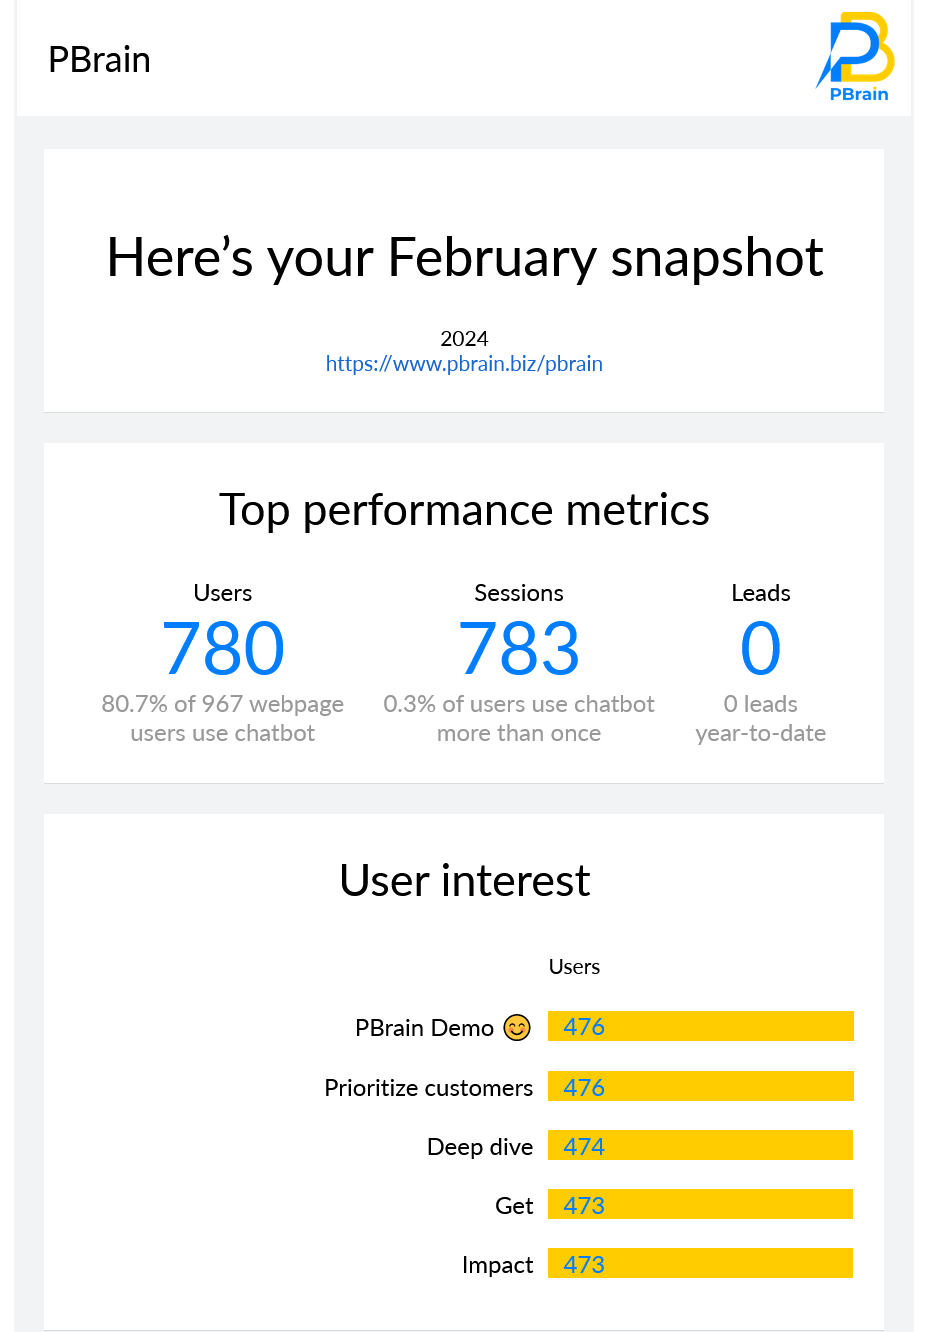 PBrain
PBrain
Here’s your February snapshot
2024
https://www.pbrain.biz/pbrain
Top performance metrics
Users
780
80.7% of 967 webpage
users use chatbot
Sessions
783
0.3% of users use chatbot
more than once
Leads
0
0 leads
year-to-date
User interest
Users
PBrain Demo 😊 476
Prioritize customers 476
Deep dive 474
Get 473
Impact 473